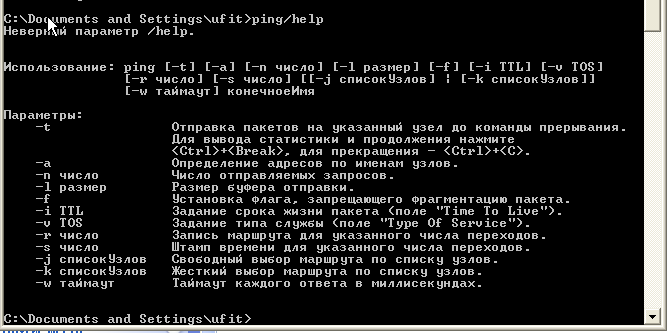 C:\Documents and Settings\ufit>ping/help
Неверный параметр /help.
Использование: ping [-t] [-a] [-n число] [-l размер] [-f] [-i TTL] [-v TOS]
[-r число] [-s число] [[-j списокУзлов] | [-k списокУзлов]]
[-w таймаут] конечноеИмя
Параметры:
-t Отправка пакетов на указанный узел до команды прерывания.
Для вывода статистики и продолжения нажмите
<Ctrl>+<Break>, для прекращения - <Ctrl>+<C>.
-a Определение адресов по именам узлов.
-n число Число отправляемых запросов.
-l размер Размер буфера отправки.
-f Установка флага, запрещающего фрагментацию пакета.
-i TTL Задание срока жизни пакета (поле "Time To Live").
-v TOS Задание типа службы (поле "Type Of Service").
-r число Запись маршрута для указанного числа переходов.
-s число Штамп времени для указанного числа переходов.
-j списокУзлов Свободный выбор маршрута по списку узлов.
-k списокУзлов Жесткий выбор маршрута по списку узлов.
-w таймаут Таймаут каждого ответа в миллисекундах.
C:\Documents and Settings\ufit>